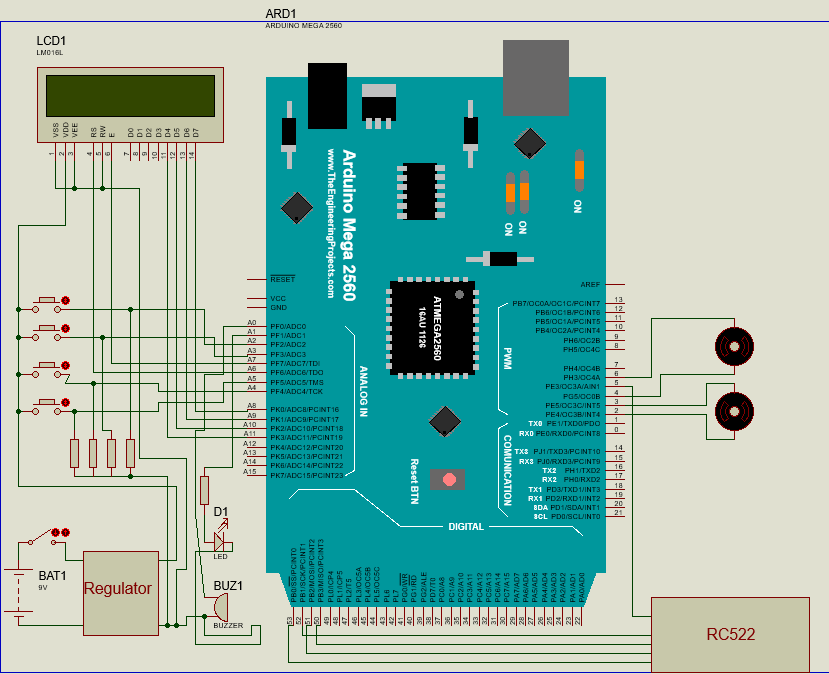 ARD1
ARDUINO MEGA 2560
LCD1
LM016L
VSS
VDD
VEE
RS
RW
E
D0
D1
D2
D3
D4
D5
D6
D7
1
2
3
4
5
6
7
8
9
10
11
12
13
14
Arduino Mega 2560
www.TheEngineeringProjects.com
ON
ON
ON
ATMEGA2560
16AU 1126
RESET
VCC
GND
A0 PF0/ADC0
A1 PF1/ADC1
A2 PF2/ADC2
A3 PF3/ADC3
A7 PF7/ADC7/TDI
A6 PF6/ADC6/TDO
A5 PF5/ADC5/TMS
A4 PF4/ADC4/TCK
A8 PK0/ADC8/PCINT16
A9 PK1/ADC9/PCINT17
A10 PK2/ADC10/PCINT18
A11 PK3/ADC11/PCINT19
A12 PK4/ADC12/PCINT20
A13 PK5/ADC13/PCINT21
A14 PK6/ADC14/PCINT22
A15 PK7/ADC15/PCINT23
ANALOG IN
AREF
PB7/OC0A/OC1C/PCINT7 13
PB6/OC1B/PCINT6 12
PB5/OC1A/PCINT5 11
PB4/OC2A/PCINT4 10
PH6/OC2B 9
PH5/OC4C 8
PH4/OC4B 7
PH3/OC4A 6
PE3/OC3A/AIN1 5
PG5/OC0B 4
PE5/OC3C/INT5 3
PE4/OC3B/INT4 2
TX0 PE1/TXD0/PDO 1
RX0 PE0/RXD0/PCINT8 0
PWM
TX3 PJ1/TXD3/PCINT10 14
RX3 PJ0/RXD3/PCINT9 15
TX2 PH1/TXD2 16
RX2 PH0/RXD2 17
TX1 PD3/TXD1/INT3 18
RX1 PD2/RXD1/INT2 19
SDA PD1/SDA/INT1 20
SCL PD0/SCL/INT0 21
COMUNICATION
Reset BTN
DIGITAL
PB0/SS/PCINT0
PB1/SCK/PCINT1
PB2/MOSI/PCINT2
PB3/MISO/PCINT3
PL0/ICP4
PL1/ICP5
PL2/T5
PL3/OC5A
PL4/OC5B
PL5/OC5C
PL6
PL7
PG0/WR
PG1/RD
PG2/ALE
PD7/T0
PC0/A8
PC1/A9
PC2/A10
PC3/A11
PC4/A12
PC5/A13
PC6/A14
PC7/A15
PA7/AD7
PA6/AD6
PA5/AD5
PA4/AD4
PA3/AD3
PA2/AD2
PA1/AD1
PA0/AD0
53
52
51
50
49
48
47
46
45
44
43
42
41
40
39
38
37
36
35
34
33
32
31
30
29
28
27
26
25
24
23
22
D1
LED
BAT1
9V
Regulator
BUZ1
BUZZER
RC522